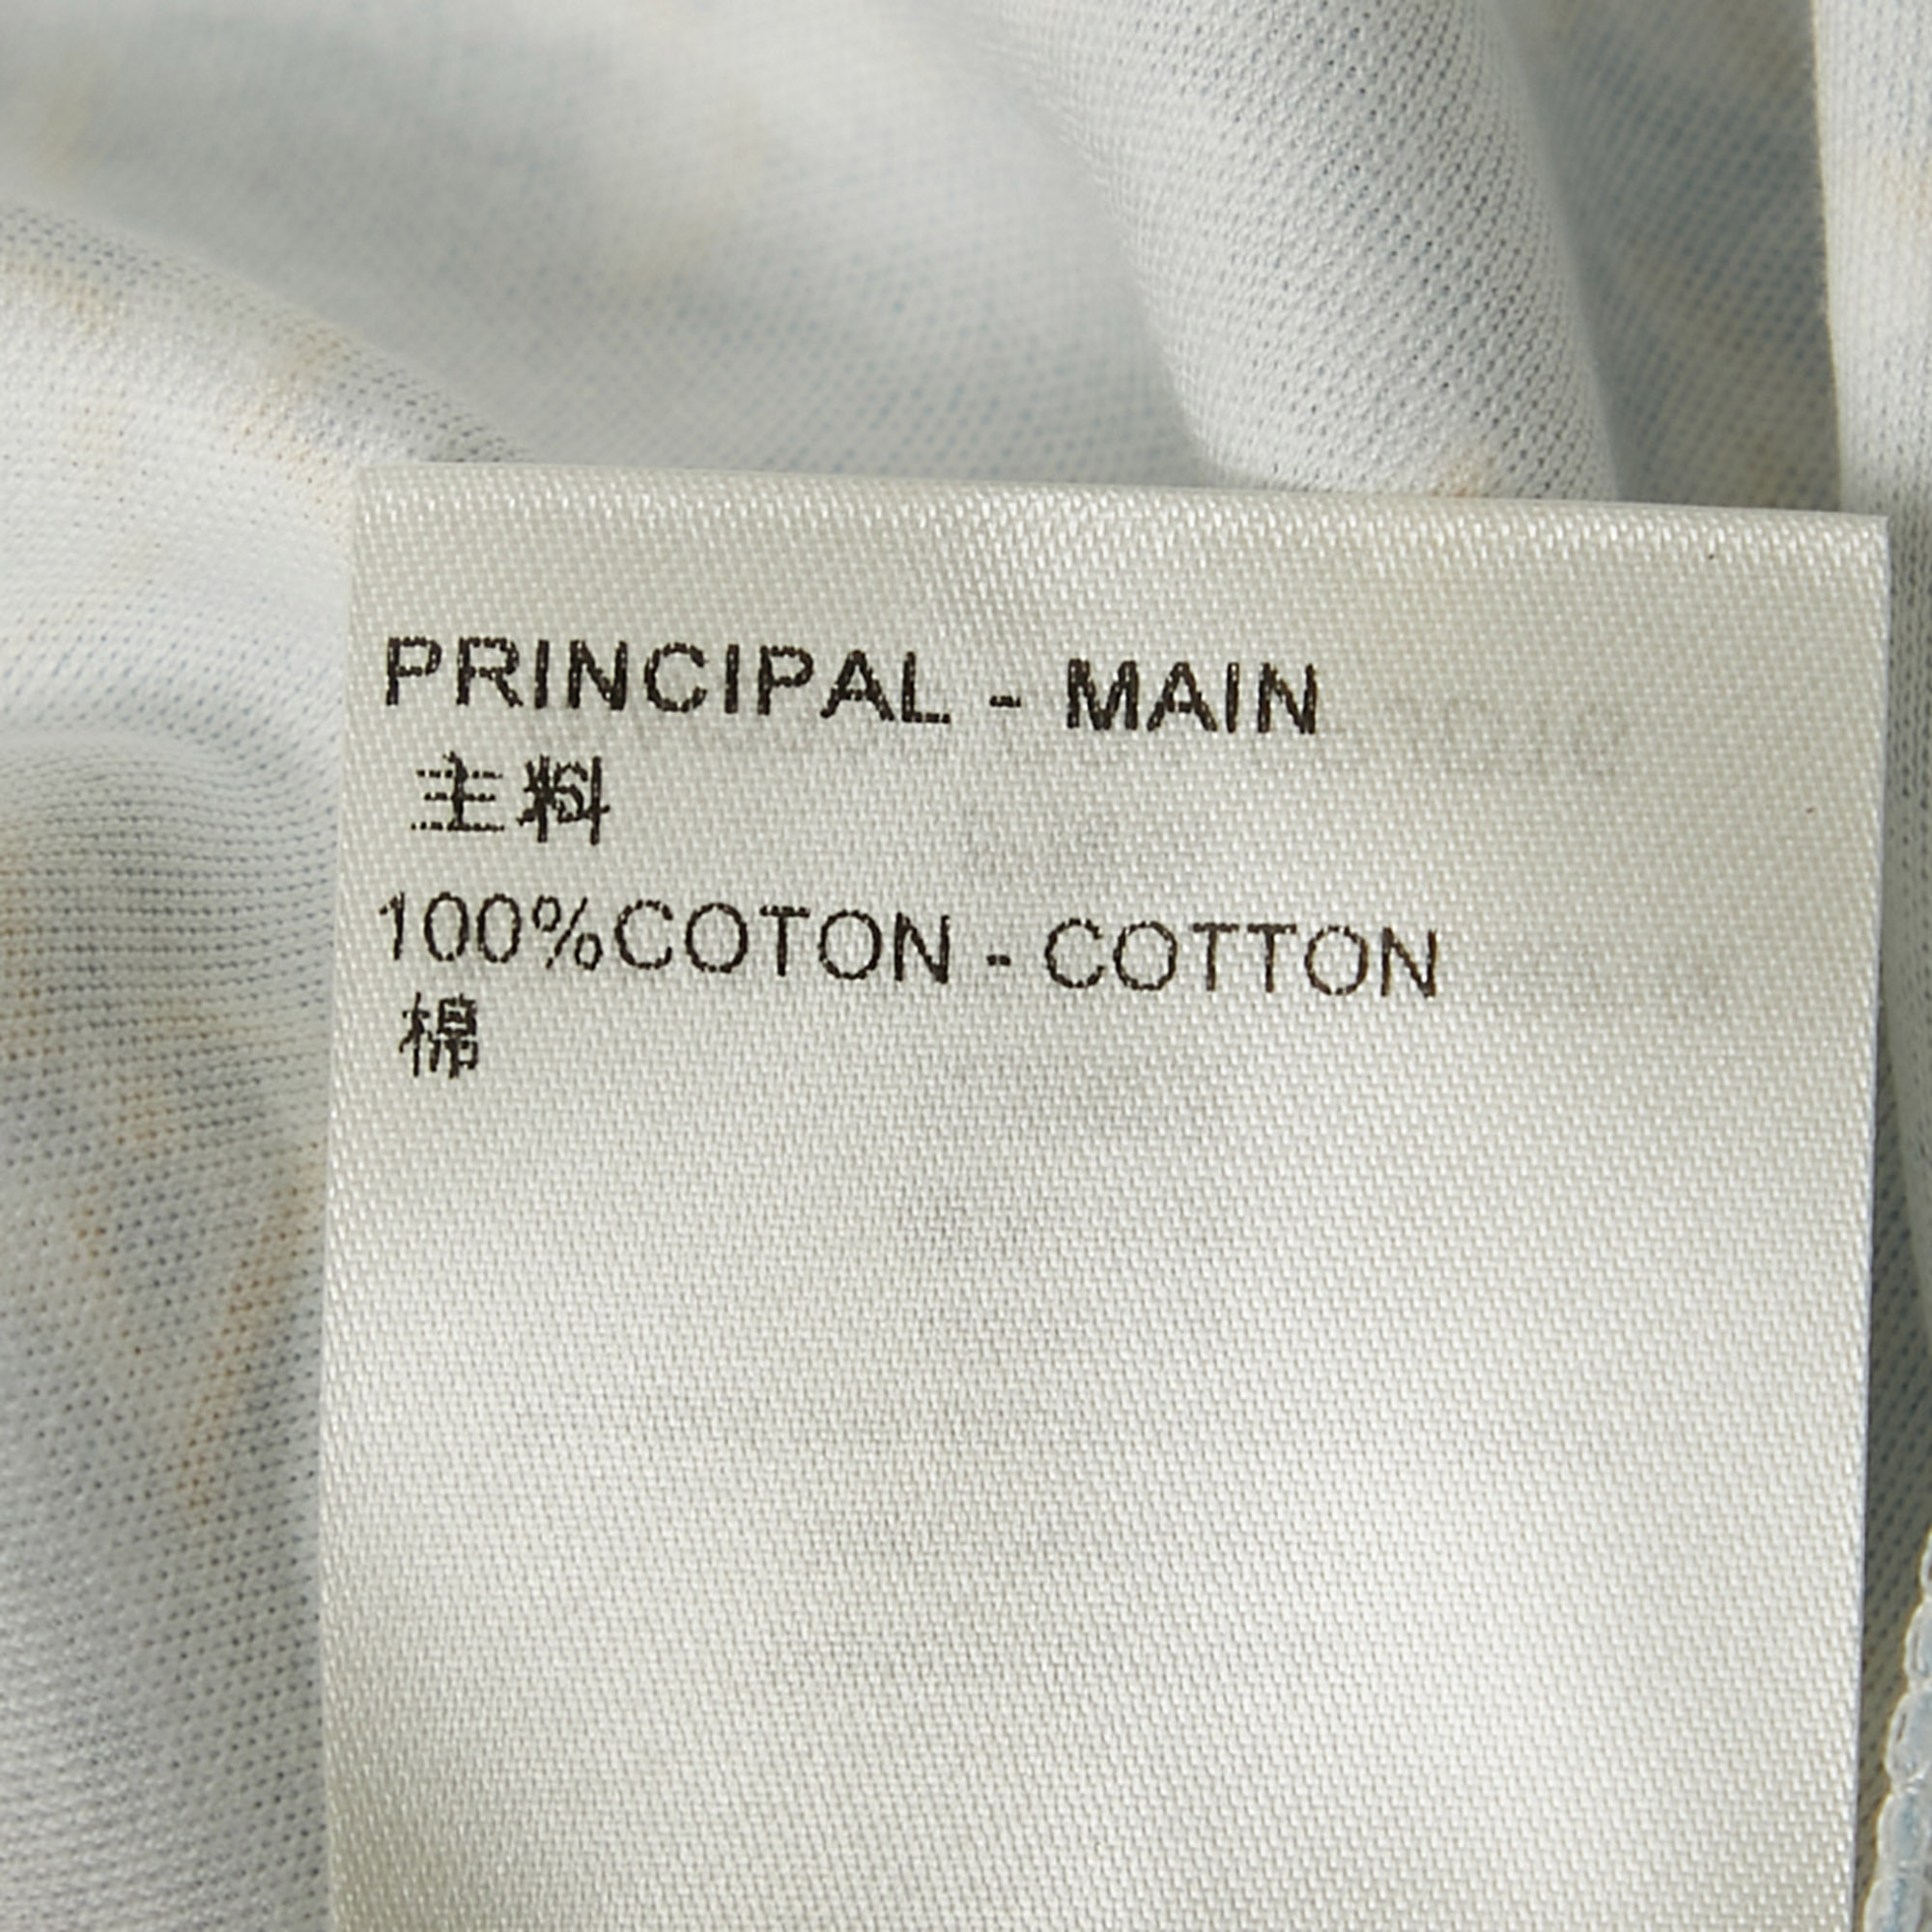 PRINCIPAL - MAIN
主料
100%COTON - COTTON
棉